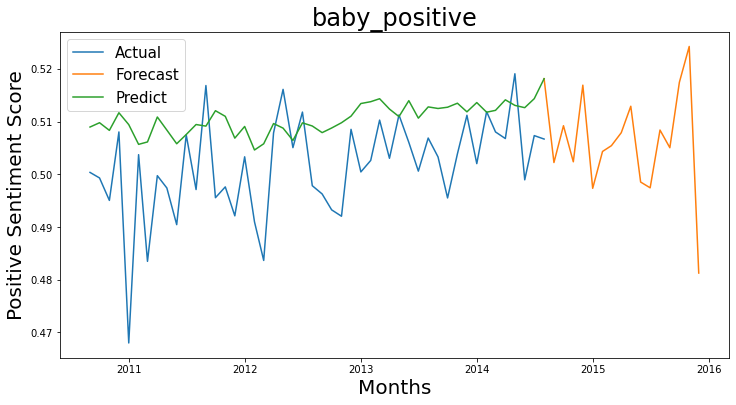 baby_positive
Actual
Forecast
Predict
Positive Sentiment Score
0.52
0.51
0.50
0.49
0.48
0.47
2011
2012
2013
2014
2015
2016
Months